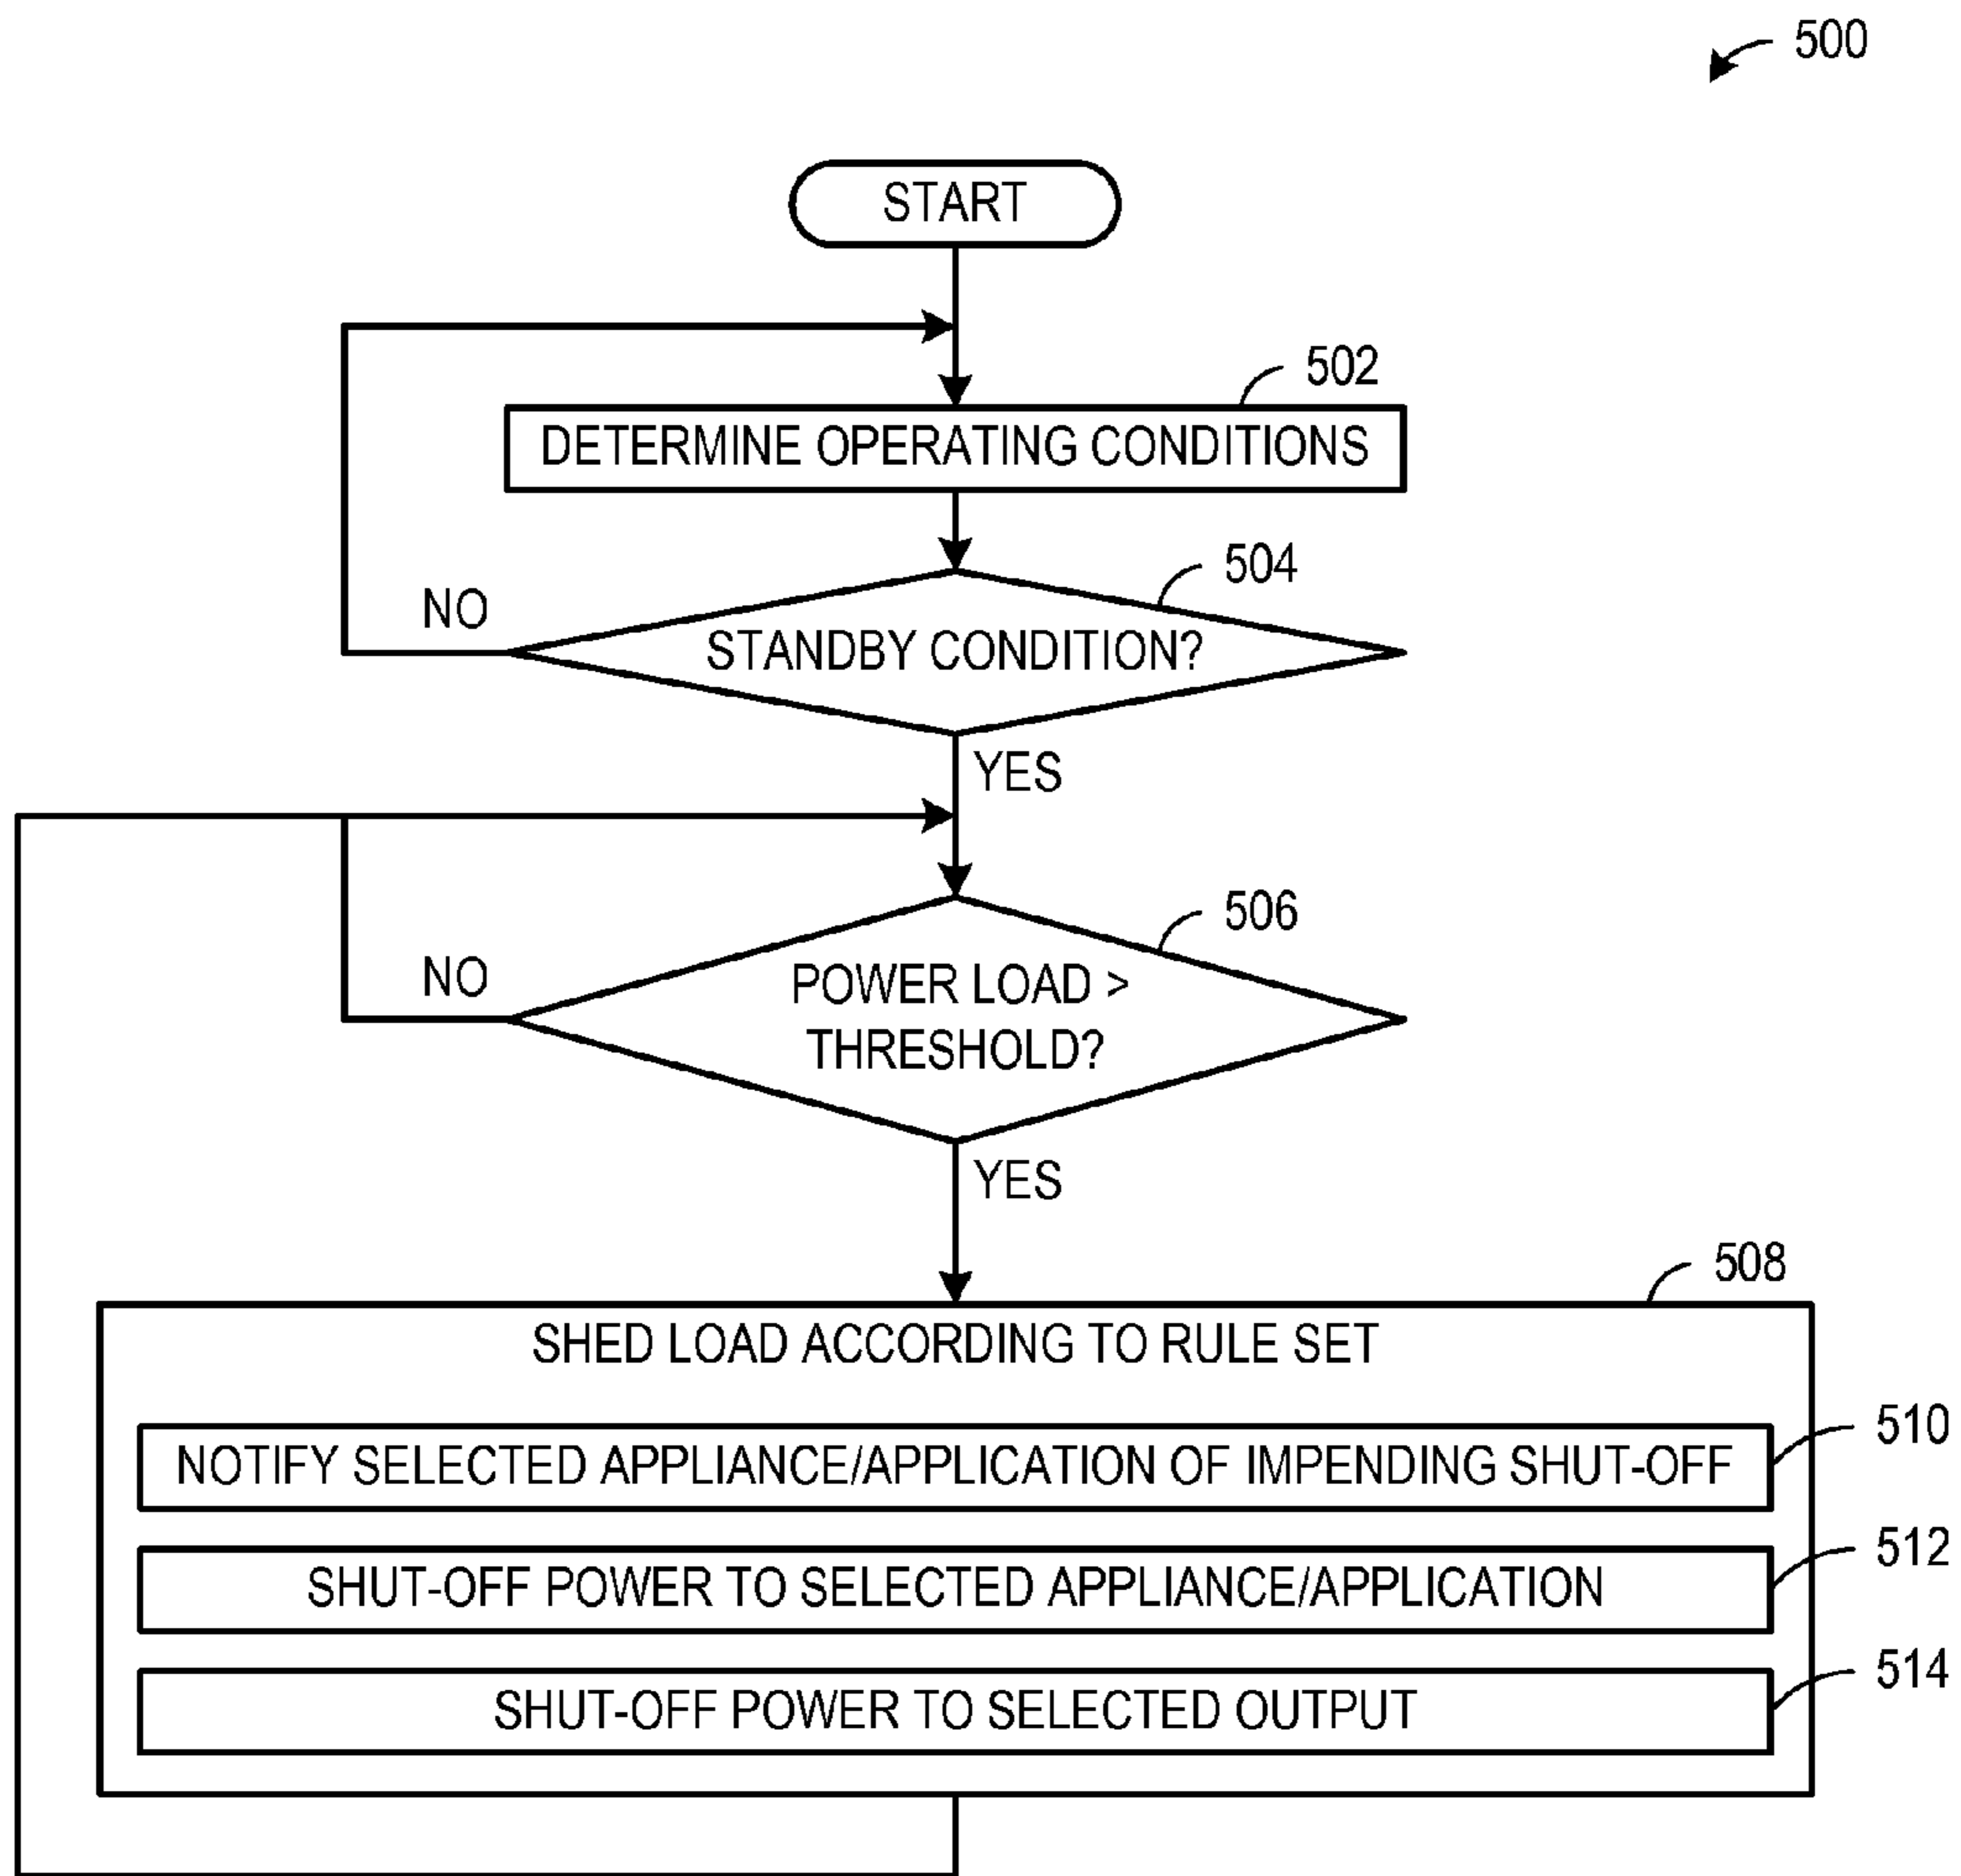 500
START
502
DETERMINE OPERATING CONDITIONS
504
NO
STANDBY CONDITION?
YES
506
NO
POWER LOAD >
THRESHOLD?
YES
508
SHED LOAD ACCORDING TO RULE SET
510
NOTIFY SELECTED APPLIANCE/APPLICATION OF IMPENDING SHUT-OFF
512
SHUT-OFF POWER TO SELECTED APPLIANCE/APPLICATION
514
SHUT-OFF POWER TO SELECTED OUTPUT